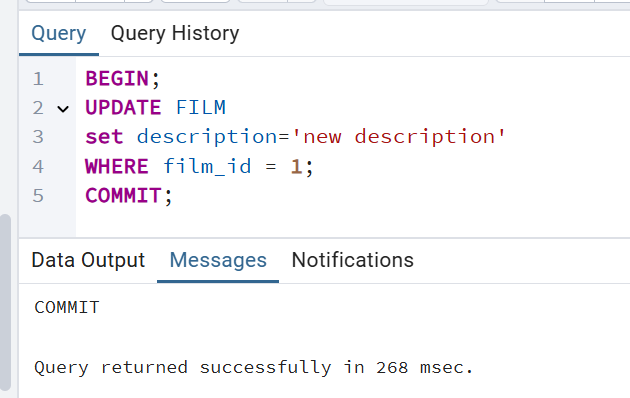 Query Query History
1 BEGIN;
2 UPDATE FILM
3 set description='new description'
4 WHERE film_id = 1;
5 COMMIT;
Data Output Messages Notifications
COMMIT
Query returned successfully in 268 msec.